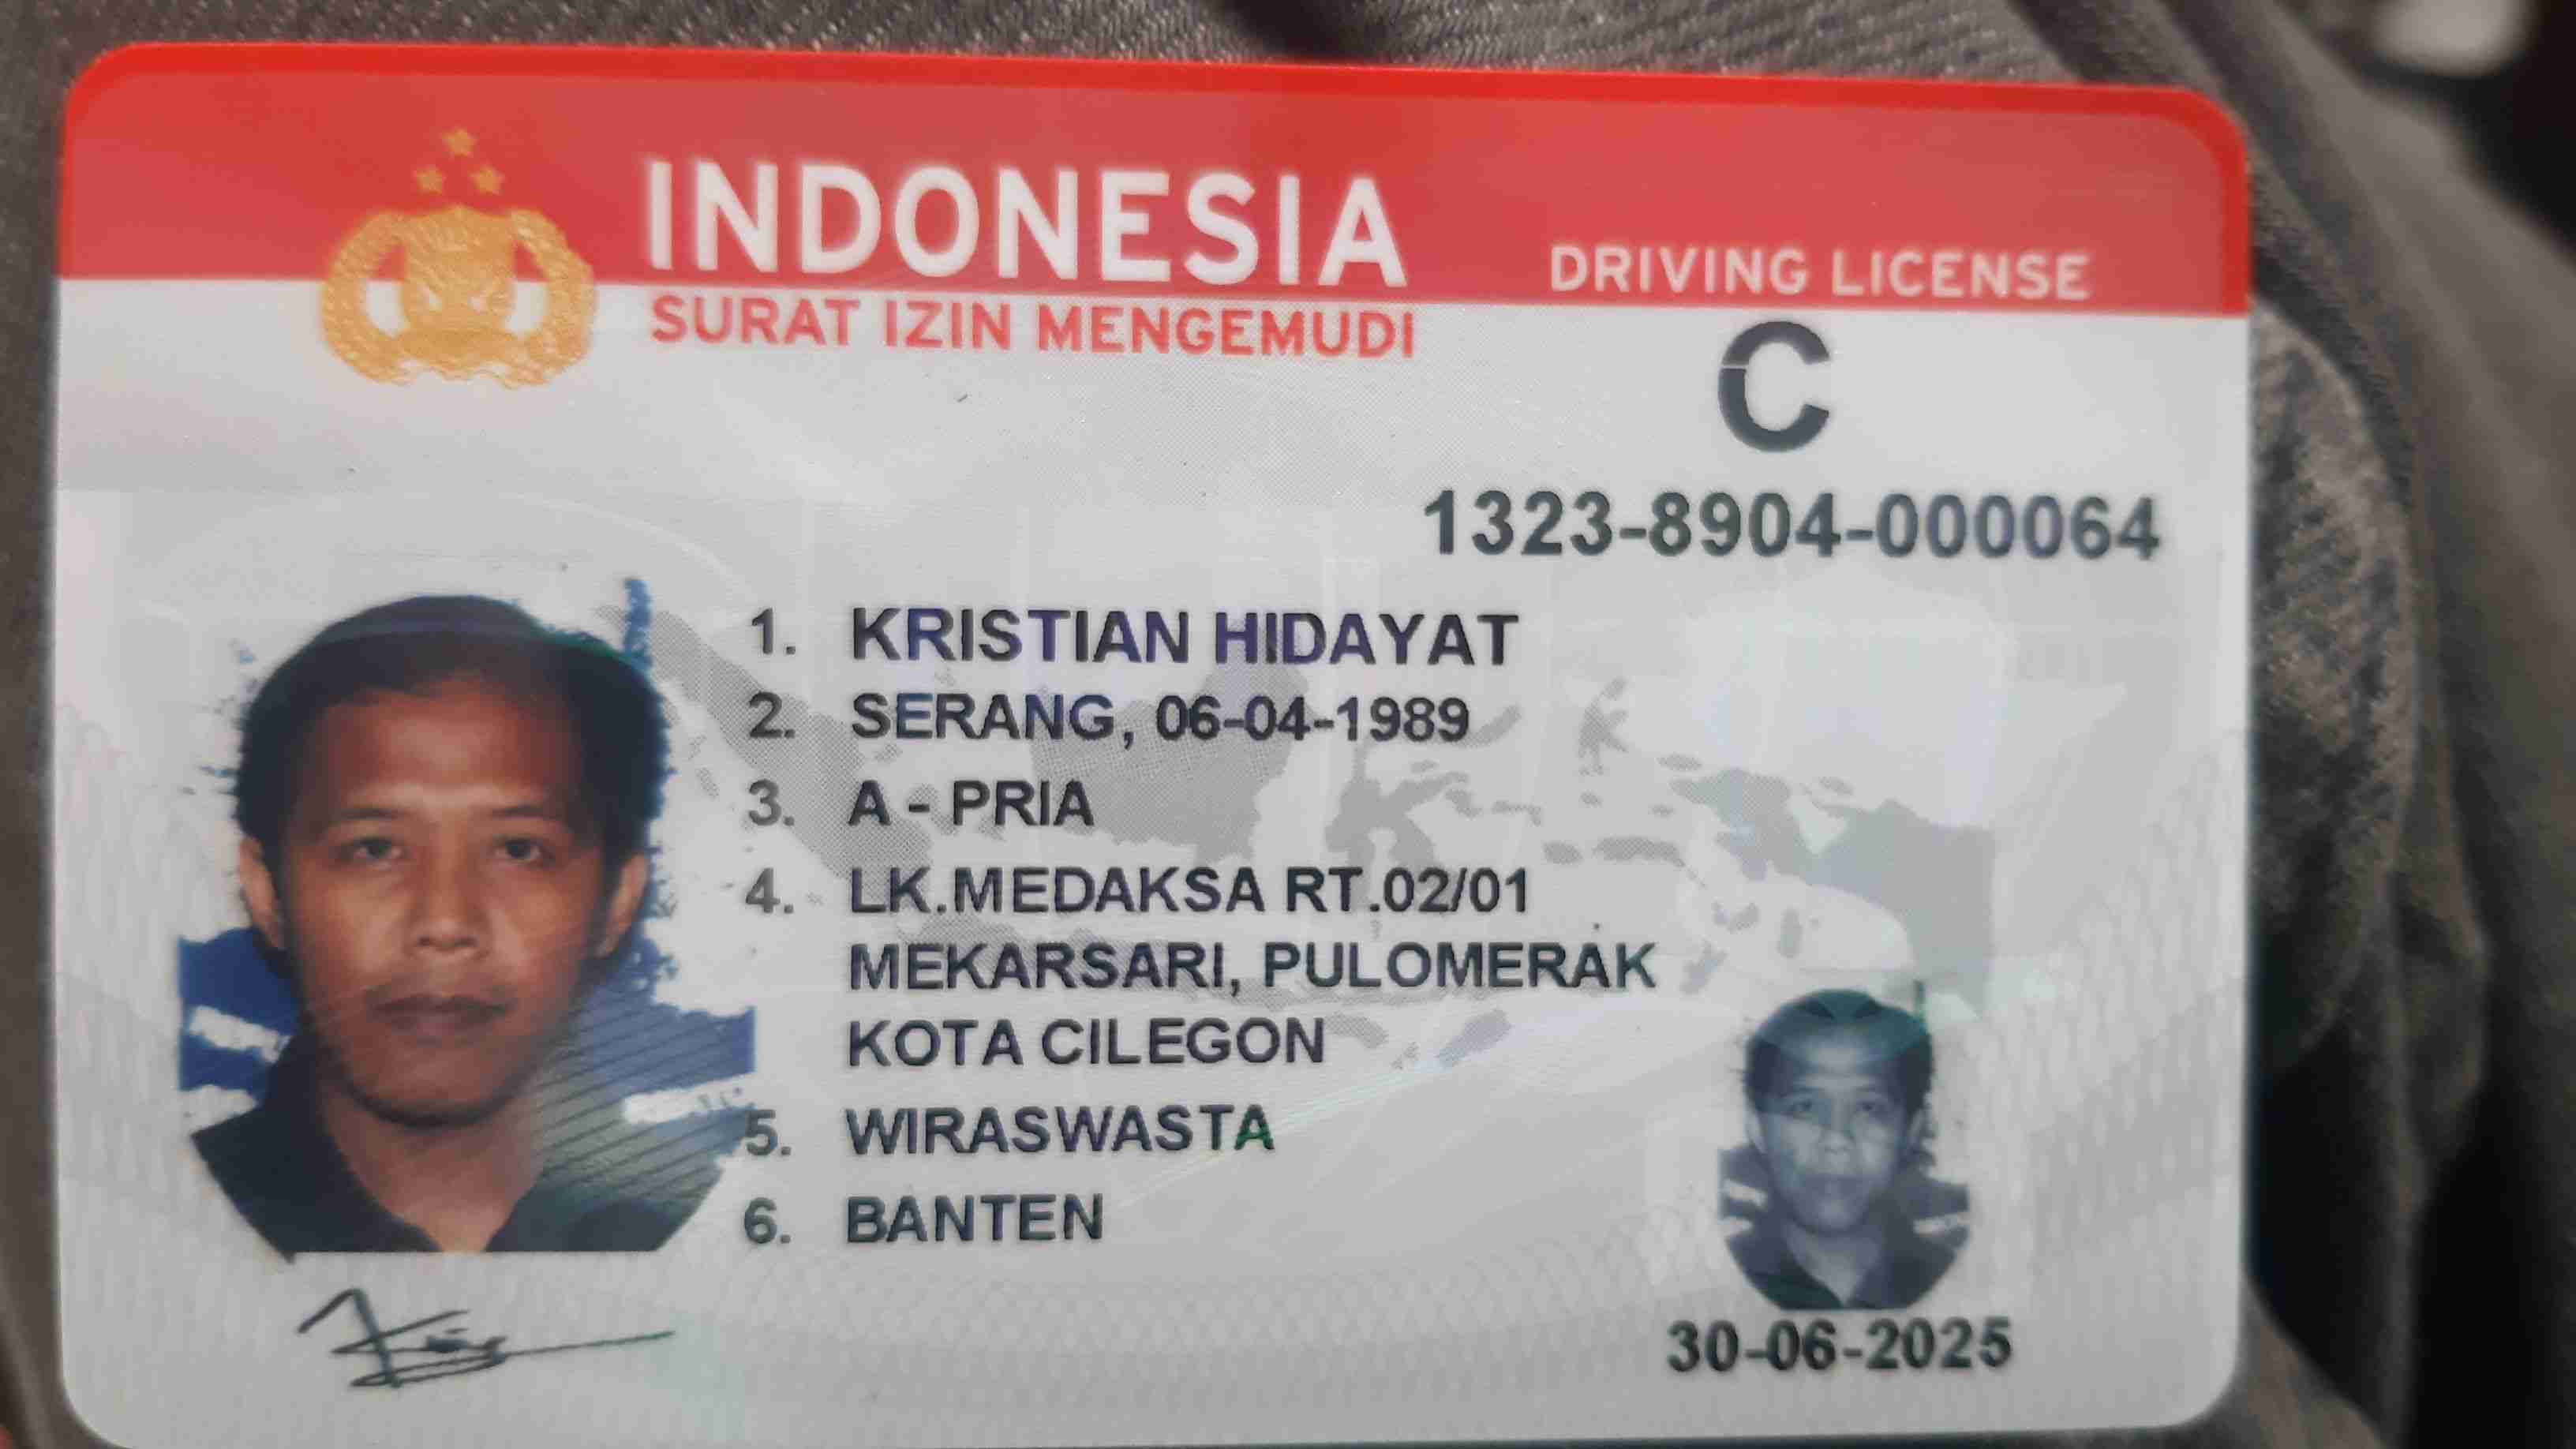 INDONESIA
SURAT IZIN MENGEMUDI
DRIVING LICENSE
C
1323-8904-000064
1. KRISTIAN HIDAYAT
2. SERANG, 06-04-1989
3. A - PRIA
4. LK.MEDAKSA RT.02/01
MEKARSARI, PULOMERAK
KOTA CILEGON
5. WIRASWASTA
6. BANTEN
30-06-2025